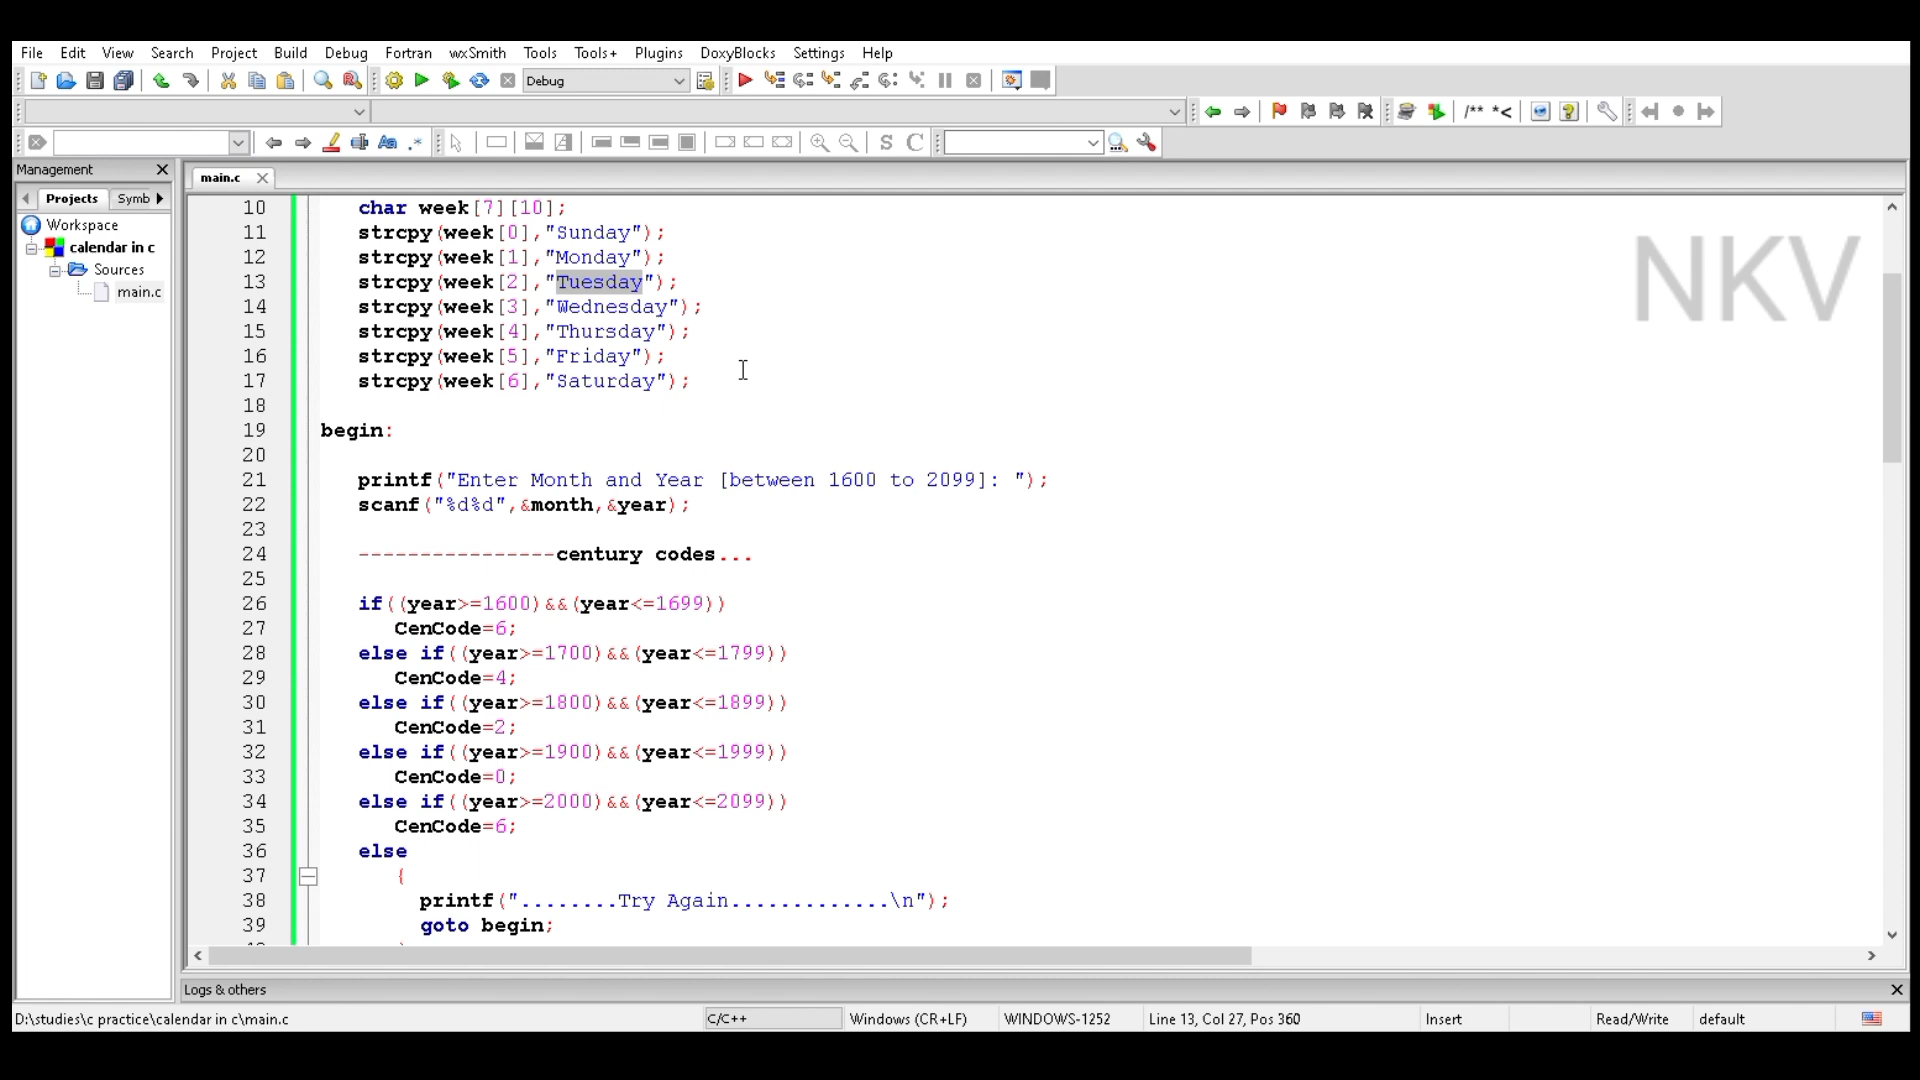 File Edit View Search Project Build Debug Fortran wxSmith Tools Tools+ Plugins DoxyBlocks Settings Help
Debug
/** *<
S C
Management
Projects Symb
main.c
Workspace
calendar in c
Sources
main.c
NKV
10 char week[7][10];
11 strcpy(week[0],"Sunday");
12 strcpy(week[1],"Monday");
13 strcpy(week[2],"Tuesday");
14 strcpy(week[3],"Wednesday");
15 strcpy(week[4],"Thursday");
16 strcpy(week[5],"Friday");
17 strcpy(week[6],"Saturday");
18
19 begin:
20
21 printf("Enter Month and Year [between 1600 to 2099]: ");
22 scanf("%d%d",&month,&year);
23
24 ----------------century codes...
25
26 if((year>=1600)&&(year<=1699))
27 CenCode=6;
28 else if((year>=1700)&&(year<=1799))
29 CenCode=4;
30 else if((year>=1800)&&(year<=1899))
31 CenCode=2;
32 else if((year>=1900)&&(year<=1999))
33 CenCode=0;
34 else if((year>=2000)&&(year<=2099))
35 CenCode=6;
36 else
37 {
38 printf("........Try Again.............\n");
39 goto begin;
Logs & others
D:\studies\c practice\calendar in c\main.c C/C++ Windows (CR+LF) WINDOWS-1252 Line 13, Col 27, Pos 360 Insert Read/Write default